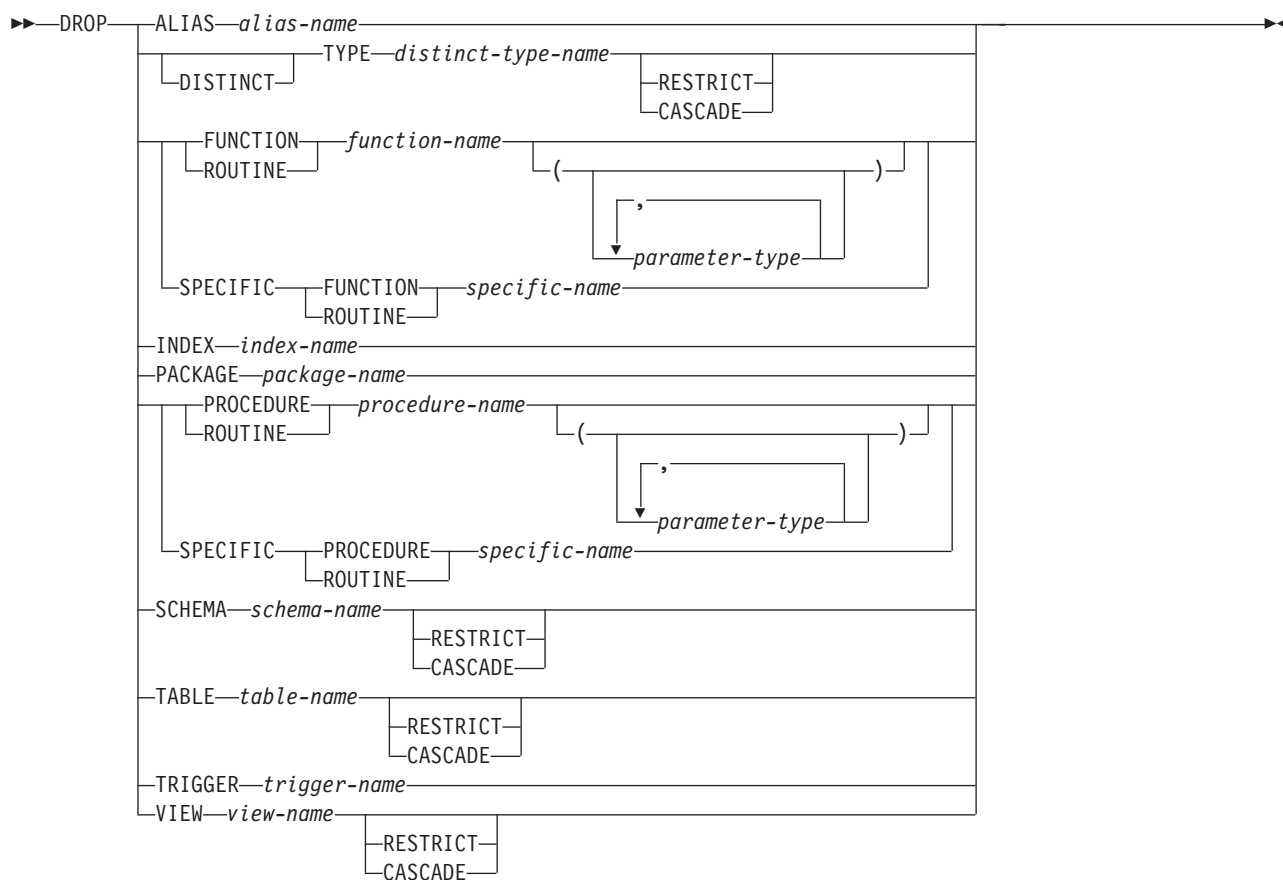 DROP ALIAS alias-name
TYPE distinct-type-name
DISTINCT RESTRICT
CASCADE
FUNCTION function-name
ROUTINE ( )
,
parameter-type
SPECIFIC FUNCTION specific-name
ROUTINE
INDEX index-name
PACKAGE package-name
PROCEDURE procedure-name
ROUTINE ( )
,
parameter-type
SPECIFIC PROCEDURE specific-name
ROUTINE
SCHEMA schema-name
RESTRICT
CASCADE
TABLE table-name
RESTRICT
CASCADE
TRIGGER trigger-name
VIEW view-name
RESTRICT
CASCADE